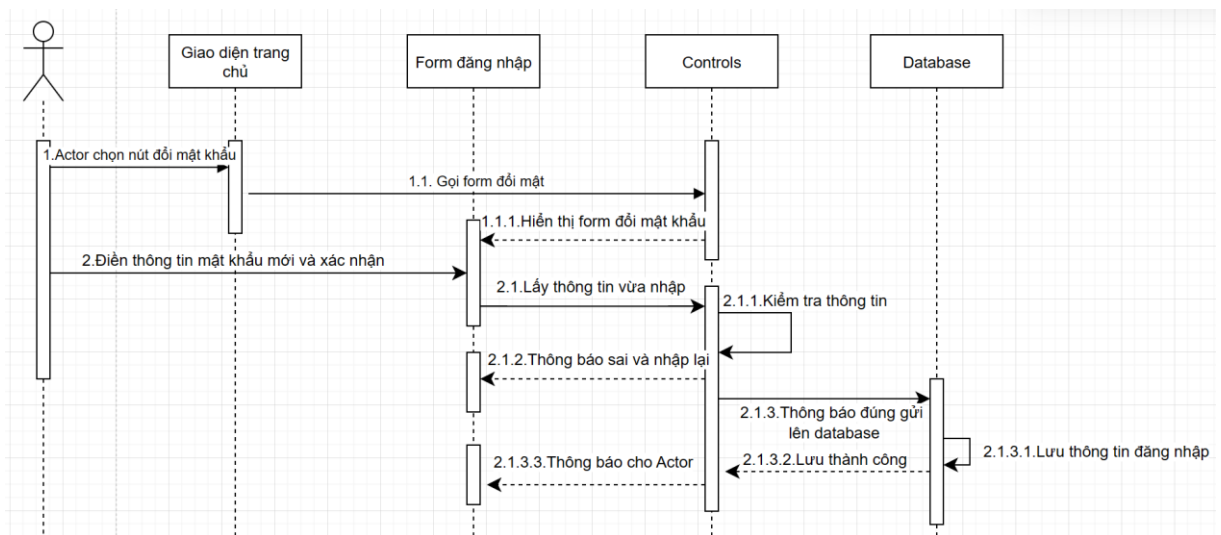 Giao diện trang
chủ
Form đăng nhập
Controls
Database
1.Actor chọn nút đổi mật khẩu
1.1. Gọi form đổi mật
1.1.1.Hiển thị form đổi mật khẩu
2.Điền thông tin mật khẩu mới và xác nhận
2.1.Lấy thông tin vừa nhập
2.1.1.Kiểm tra thông tin
2.1.2.Thông báo sai và nhập lại
2.1.3.Thông báo đúng gửi
lên database
2.1.3.1.Lưu thông tin đăng nhập
2.1.3.2.Lưu thành công
2.1.3.3.Thông báo cho Actor